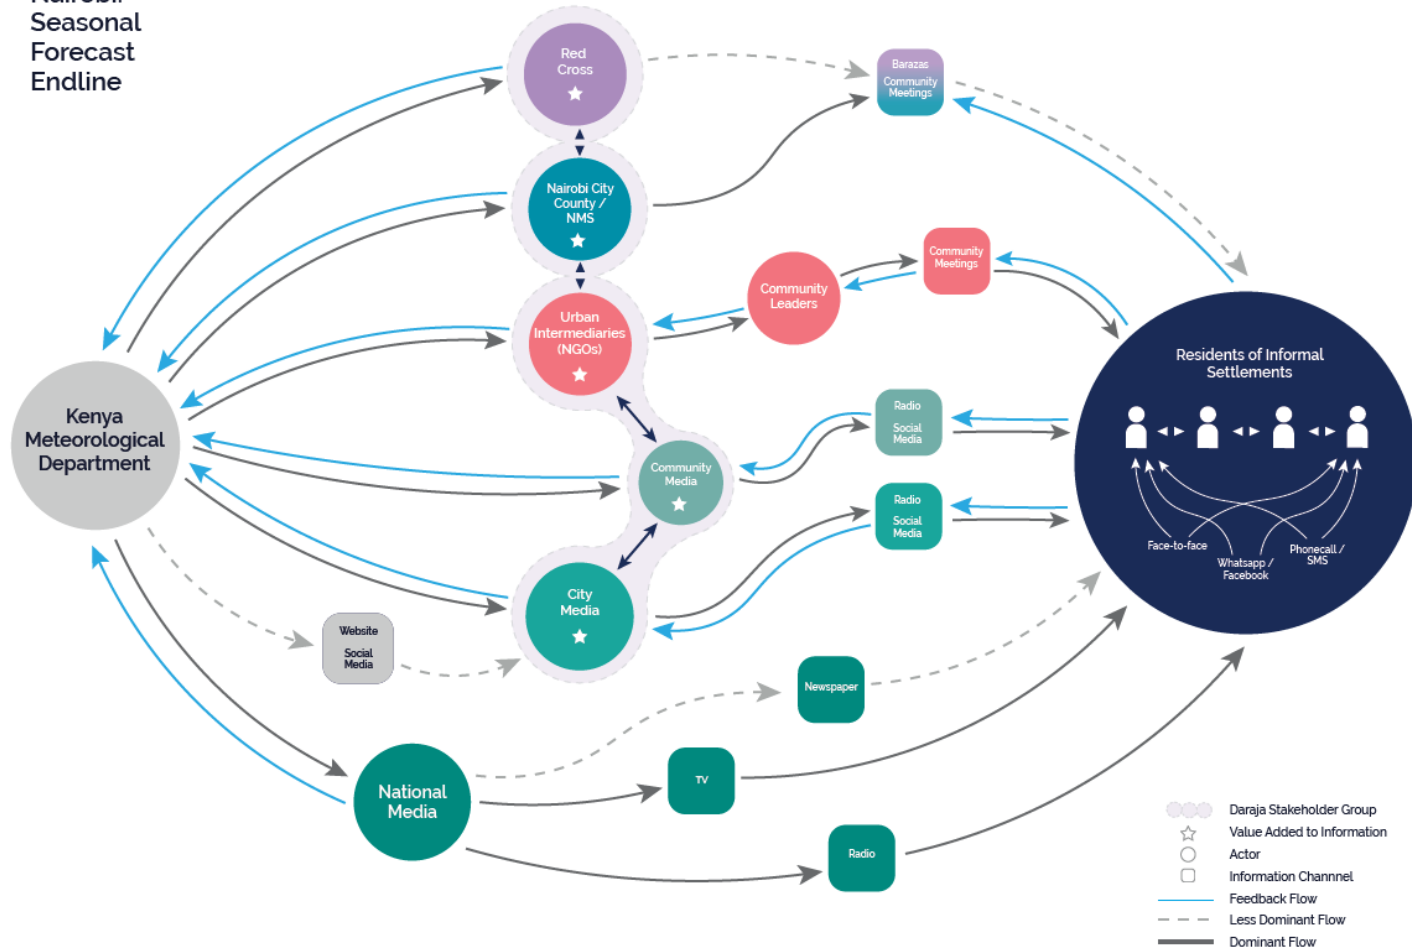 Nairobi:
Seasonal
Forecast
Endline
Red
Cross
Barazas
Community
Meetings
Nairobi City
County /
NMS
Community
Meetings
Community
Leaders
Urban
Intermediaries
(NGOs)
Residents of Informal
Settlements
Kenya
Meteorological
Department
Radio
Social
Media
Community
Media
Radio
Social
Media
Face-to-face
Whatsapp /
Facebook
Phonecall /
SMS
City
Media
Website
Social
Media
Newspaper
National
Media
TV
Radio
Daraja Stakeholder Group
Value Added to Information
Actor
Information Channnel
Feedback Flow
Less Dominant Flow
Dominant Flow